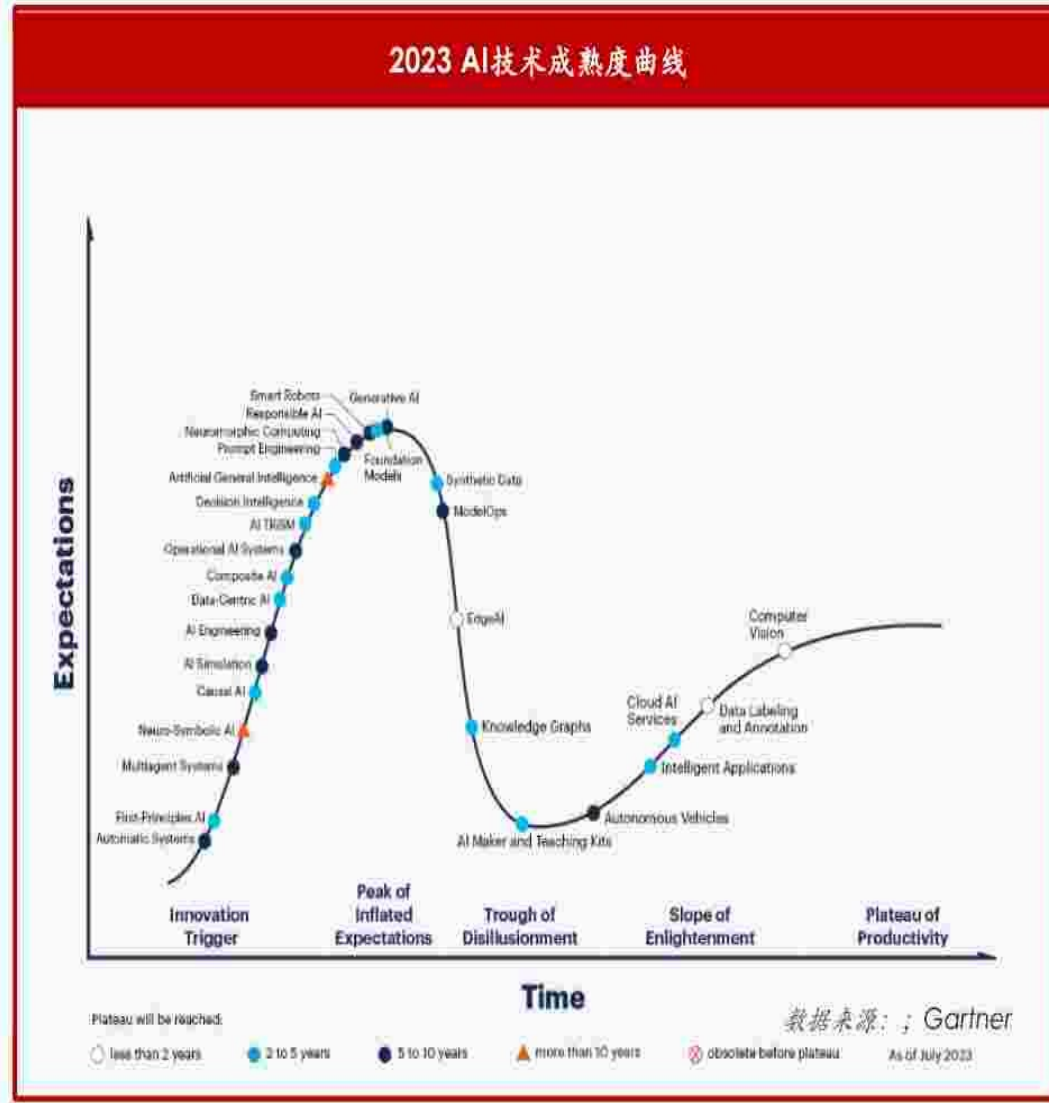 2023 AI技术成熟度曲线
Expectations
Smart Robots
Generative AI
Responsible AI
Neuromorphic Computing
Prompt Engineering
Foundation
Models
Artificial General Intelligence
Synthetic Data
Decision Intelligence
ModelOps
AI TRiSM
Operational AI Systems
Composite AI
Data-Centric AI
EdgeAI
Computer
Vision
AI Engineering
AI Simulation
Causal AI
Cloud AI
Services
Data Labeling
and Annotation
Neuro-Symbolic AI
Knowledge Graphs
Multiagent Systems
Intelligent Applications
First-Principles AI
Automatic Systems
Autonomous Vehicles
AI Maker and Teaching Kits
Innovation
Trigger
Peak of
Inflated
Expectations
Trough of
Disillusionment
Slope of
Enlightenment
Plateau of
Productivity
Time
数据来源：; Gartner
Plateau will be reached:
less than 2 years
2 to 5 years
5 to 10 years
more than 10 years
obsolete before plateau
As of July 2023